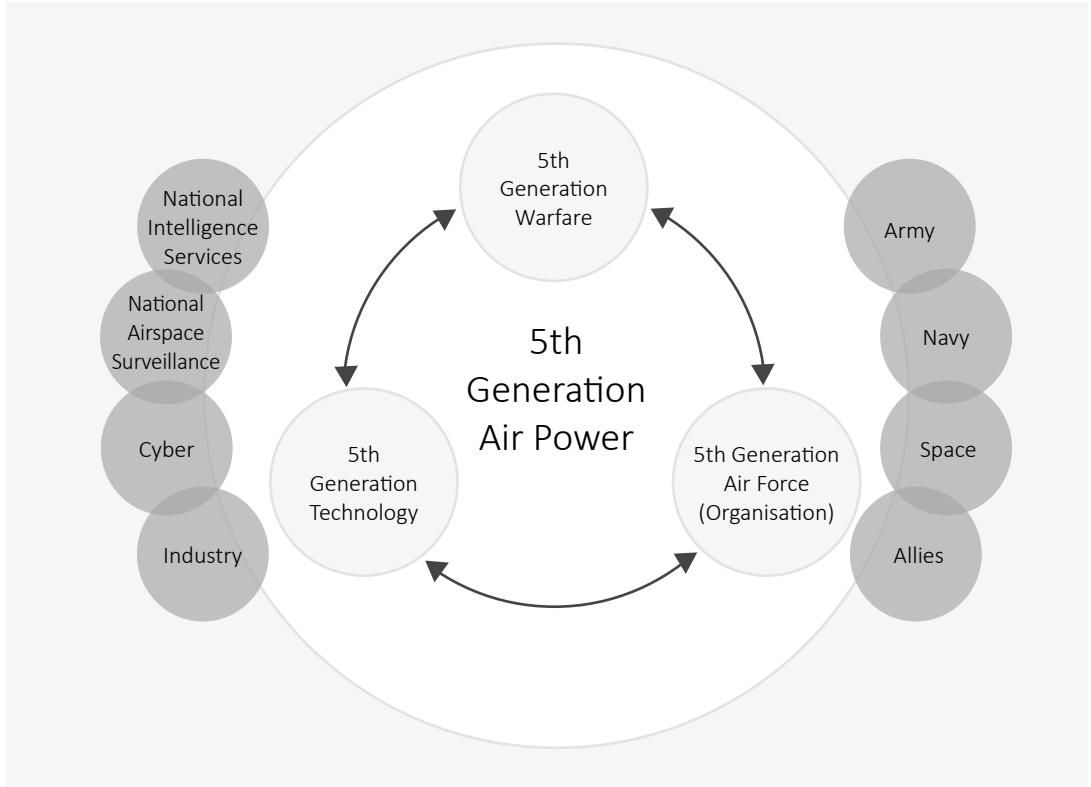 5th
Generation
Warfare
National
Intelligence
Services
National
Airspace
Surveillance
Cyber
Industry
5th
Generation
Air Power
5th
Generation
Technology
5th Generation
Air Force
(Organisation)
Army
Navy
Space
Allies